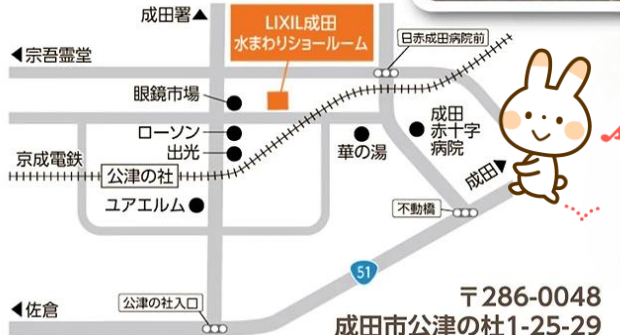 成田署▲
LIXIL成田
水まわりショールーム
日赤成田病院前
◀宗吾霊堂
眼鏡市場
ローソン
出光
華の湯
成田
赤十字
病院
京成電鉄
公津の杜
成田▶
ユアエルム
不動橋
51
◀佐倉
公津の杜入口
〒286-0048
成田市公津の杜1-25-29